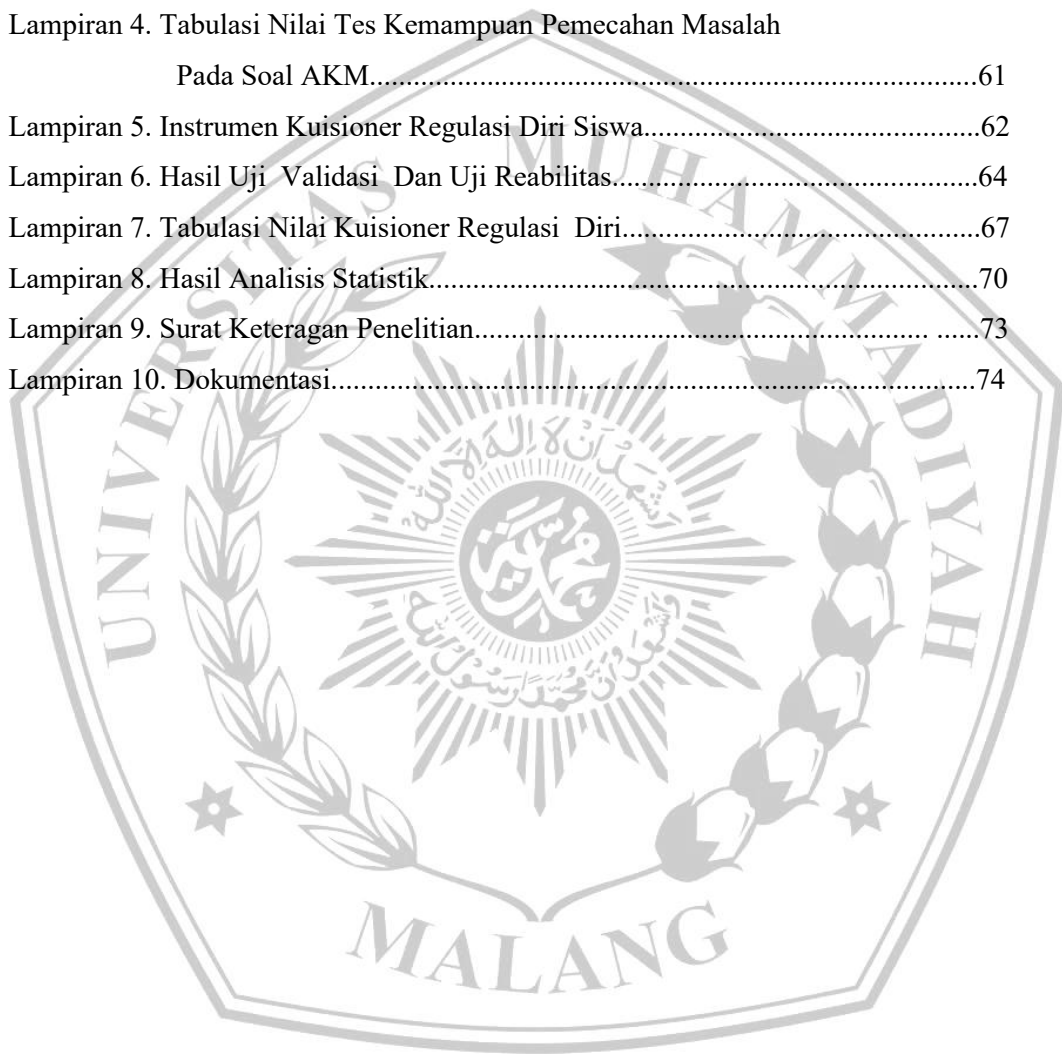 Lampiran 4. Tabulasi Nilai Tes Kemampuan Pemecahan Masalah
Pada Soal AKM.....................................................................................61
Lampiran 5. Instrumen Kuisioner Regulasi Diri Siswa...............................................62
Lampiran 6. Hasil Uji  Validasi  Dan Uji Reabilitas...................................................64
Lampiran 7. Tabulasi Nilai Kuisioner Regulasi  Diri..................................................67
Lampiran 8. Hasil Analisis Statistik.............................................................................70
Lampiran 9. Surat Keteragan Penelitian................................................................ ......73
Lampiran 10. Dokumentasi..........................................................................................74
UNIVERSITAS MUHAMMADIYAH
MALANG